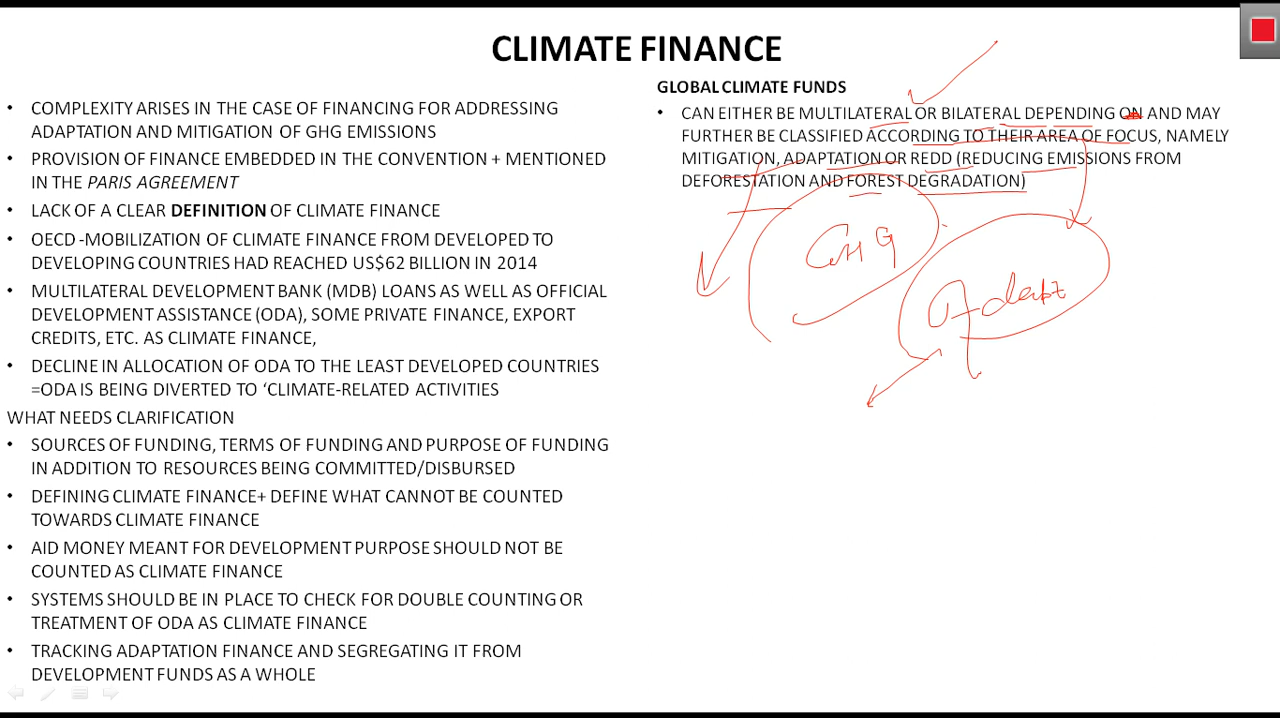 CLIMATE FINANCE
• COMPLEXITY ARISES IN THE CASE OF FINANCING FOR ADDRESSING
ADAPTATION AND MITIGATION OF GHG EMISSIONS
• PROVISION OF FINANCE EMBEDDED IN THE CONVENTION + MENTIONED
IN THE PARIS AGREEMENT
• LACK OF A CLEAR DEFINITION OF CLIMATE FINANCE
• OECD -MOBILIZATION OF CLIMATE FINANCE FROM DEVELOPED TO
DEVELOPING COUNTRIES HAD REACHED US$62 BILLION IN 2014
• MULTILATERAL DEVELOPMENT BANK (MDB) LOANS AS WELL AS OFFICIAL
DEVELOPMENT ASSISTANCE (ODA), SOME PRIVATE FINANCE, EXPORT
CREDITS, ETC. AS CLIMATE FINANCE,
• DECLINE IN ALLOCATION OF ODA TO THE LEAST DEVELOPED COUNTRIES
=ODA IS BEING DIVERTED TO ‘CLIMATE-RELATED ACTIVITIES
WHAT NEEDS CLARIFICATION
• SOURCES OF FUNDING, TERMS OF FUNDING AND PURPOSE OF FUNDING
IN ADDITION TO RESOURCES BEING COMMITTED/DISBURSED
• DEFINING CLIMATE FINANCE+ DEFINE WHAT CANNOT BE COUNTED
TOWARDS CLIMATE FINANCE
• AID MONEY MEANT FOR DEVELOPMENT PURPOSE SHOULD NOT BE
COUNTED AS CLIMATE FINANCE
• SYSTEMS SHOULD BE IN PLACE TO CHECK FOR DOUBLE COUNTING OR
TREATMENT OF ODA AS CLIMATE FINANCE
• TRACKING ADAPTATION FINANCE AND SEGREGATING IT FROM
DEVELOPMENT FUNDS AS A WHOLE
GLOBAL CLIMATE FUNDS
• CAN EITHER BE MULTILATERAL OR BILATERAL DEPENDING ON AND MAY
FURTHER BE CLASSIFIED ACCORDING TO THEIR AREA OF FOCUS, NAMELY
MITIGATION, ADAPTATION OR REDD (REDUCING EMISSIONS FROM
DEFORESTATION AND FOREST DEGRADATION)
GHG
Adapt